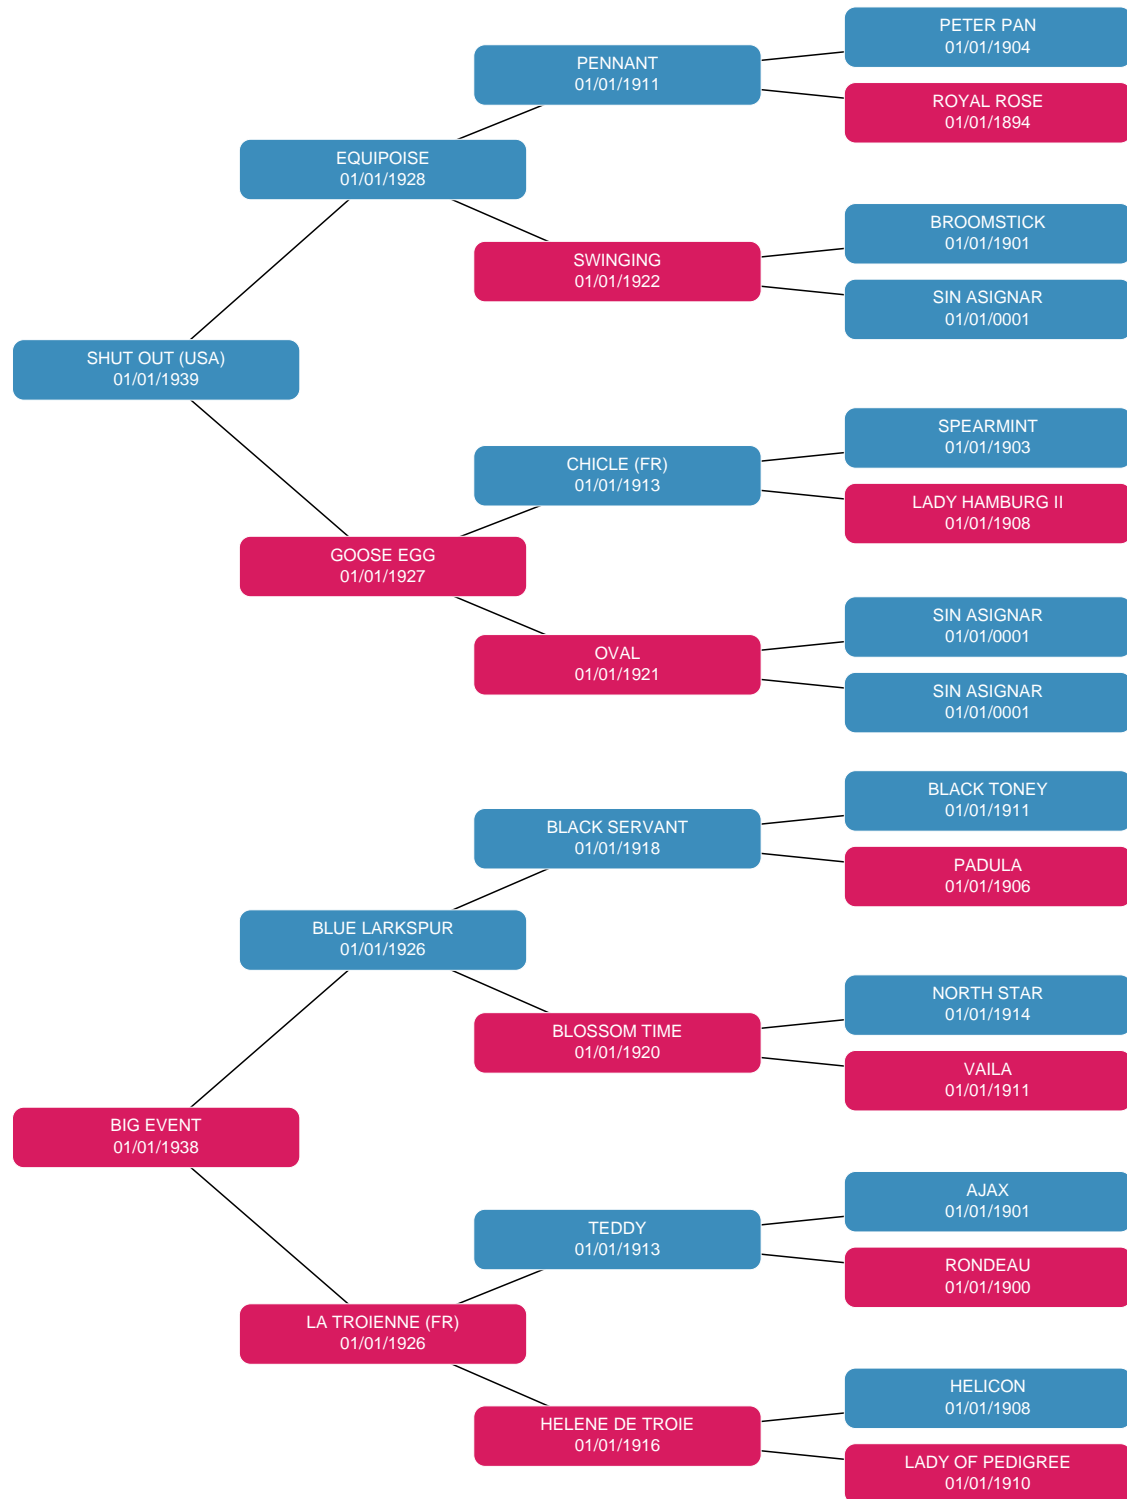 PETER PAN
01/01/1904
PENNANT
01/01/1911
ROYAL ROSE
01/01/1894
EQUIPOISE
01/01/1928
BROOMSTICK
01/01/1901
SWINGING
01/01/1922
SIN ASIGNAR
01/01/0001
SHUT OUT (USA)
01/01/1939
SPEARMINT
01/01/1903
CHICLE (FR)
01/01/1913
LADY HAMBURG II
01/01/1908
GOOSE EGG
01/01/1927
SIN ASIGNAR
01/01/0001
OVAL
01/01/1921
SIN ASIGNAR
01/01/0001
BLACK TONEY
01/01/1911
BLACK SERVANT
01/01/1918
PADULA
01/01/1906
BLUE LARKSPUR
01/01/1926
NORTH STAR
01/01/1914
BLOSSOM TIME
01/01/1920
VAILA
01/01/1911
BIG EVENT
01/01/1938
AJAX
01/01/1901
TEDDY
01/01/1913
RONDEAU
01/01/1900
LA TROIENNE (FR)
01/01/1926
HELICON
01/01/1908
HELENE DE TROIE
01/01/1916
LADY OF PEDIGREE
01/01/1910